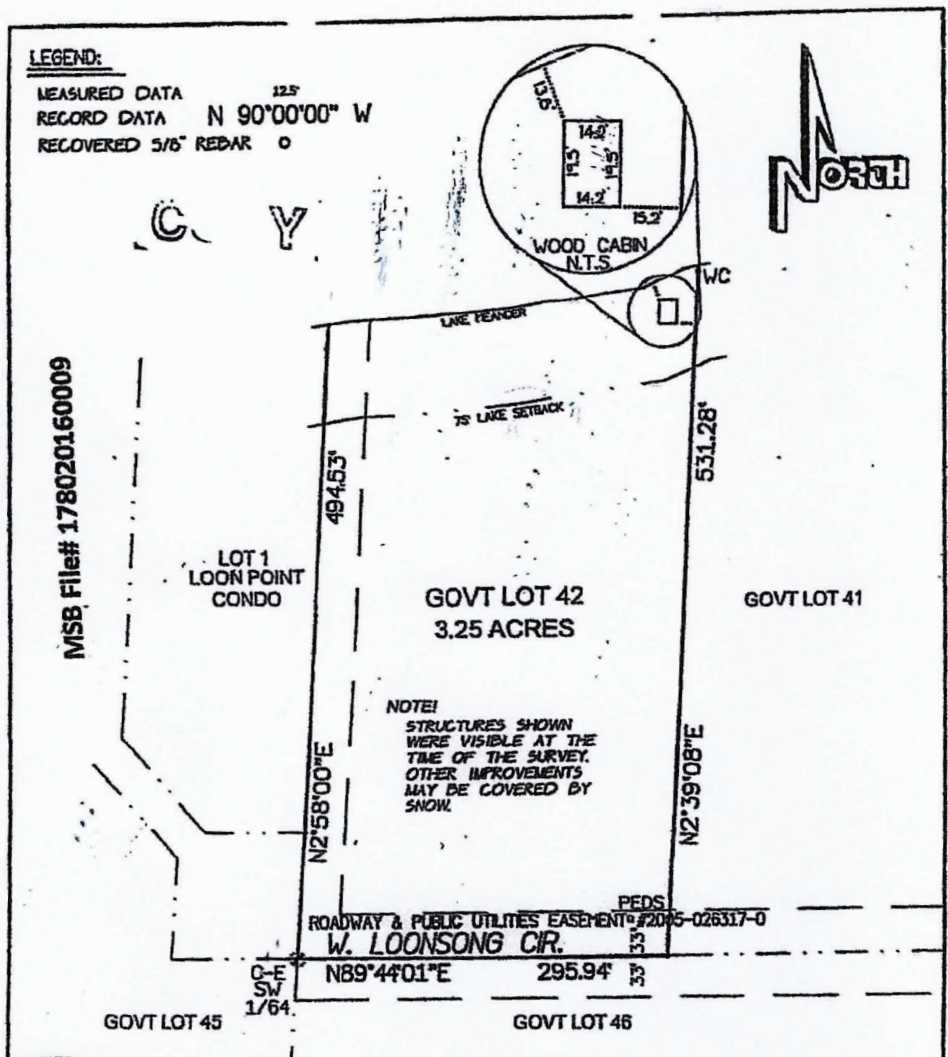 LEGEND:
MEASURED DATA 12.5'
RECORD DATA N 90°00'00" W
RECOVERED 5/8" REBAR
NORTH
C Y
13.6'
14.2'
19.5' 19.5'
14.2'
15.2'
WOOD CABIN
N.T.S.
WC
LAKE MEANDER
75' LAKE SETBACK
MSB File# 178020160009
494.53'
531.28'
LOT 1
LOON POINT
CONDO
GOVT LOT 42
3.25 ACRES
GOVT LOT 41
NOTE!
STRUCTURES SHOWN
WERE VISIBLE AT THE
TIME OF THE SURVEY.
OTHER IMPROVEMENTS
MAY BE COVERED BY
SNOW.
N2°58'00"E
N2°39'08"E
PEDS
ROADWAY & PUBLIC UTILITIES EASEMENT #2005-026317-0
W. LOONSONG CIR.
33' 33'
N89°44'01"E 295.94'
C-E
SW
1/64
GOVT LOT 45
GOVT LOT 46